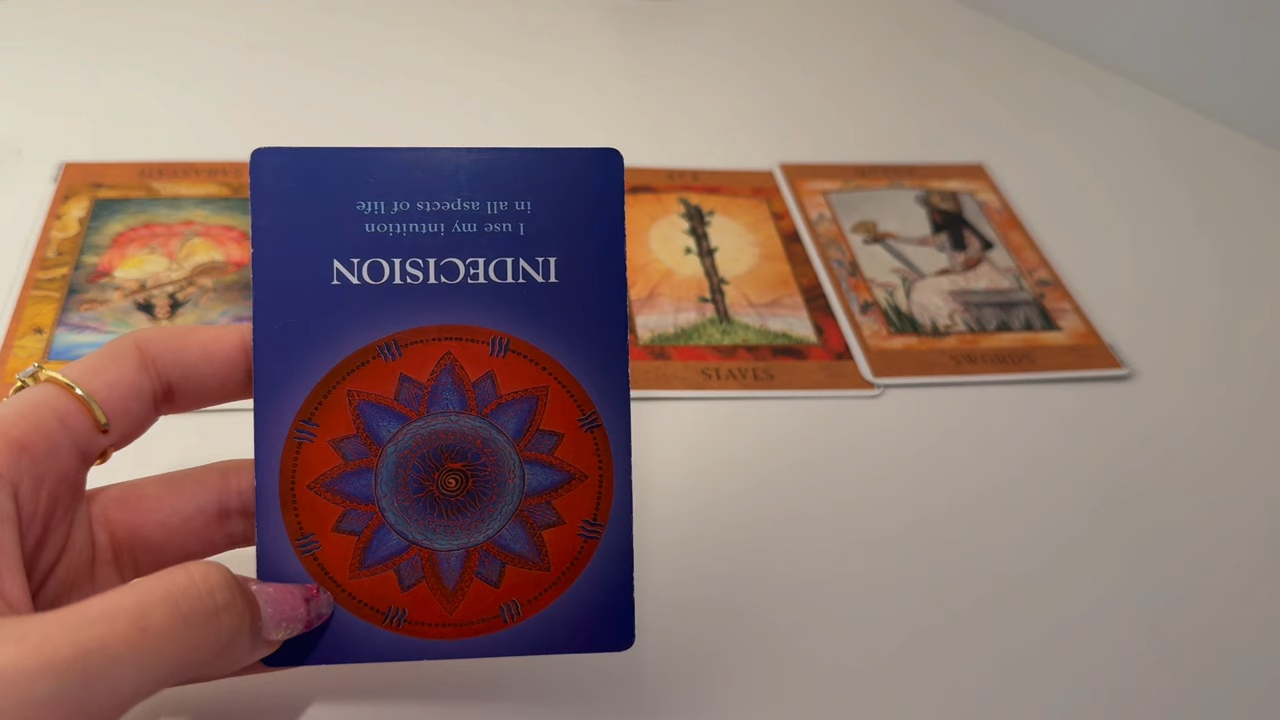 INDECISION
I use my intuition
in all aspects of life
STAVES
SWORDS